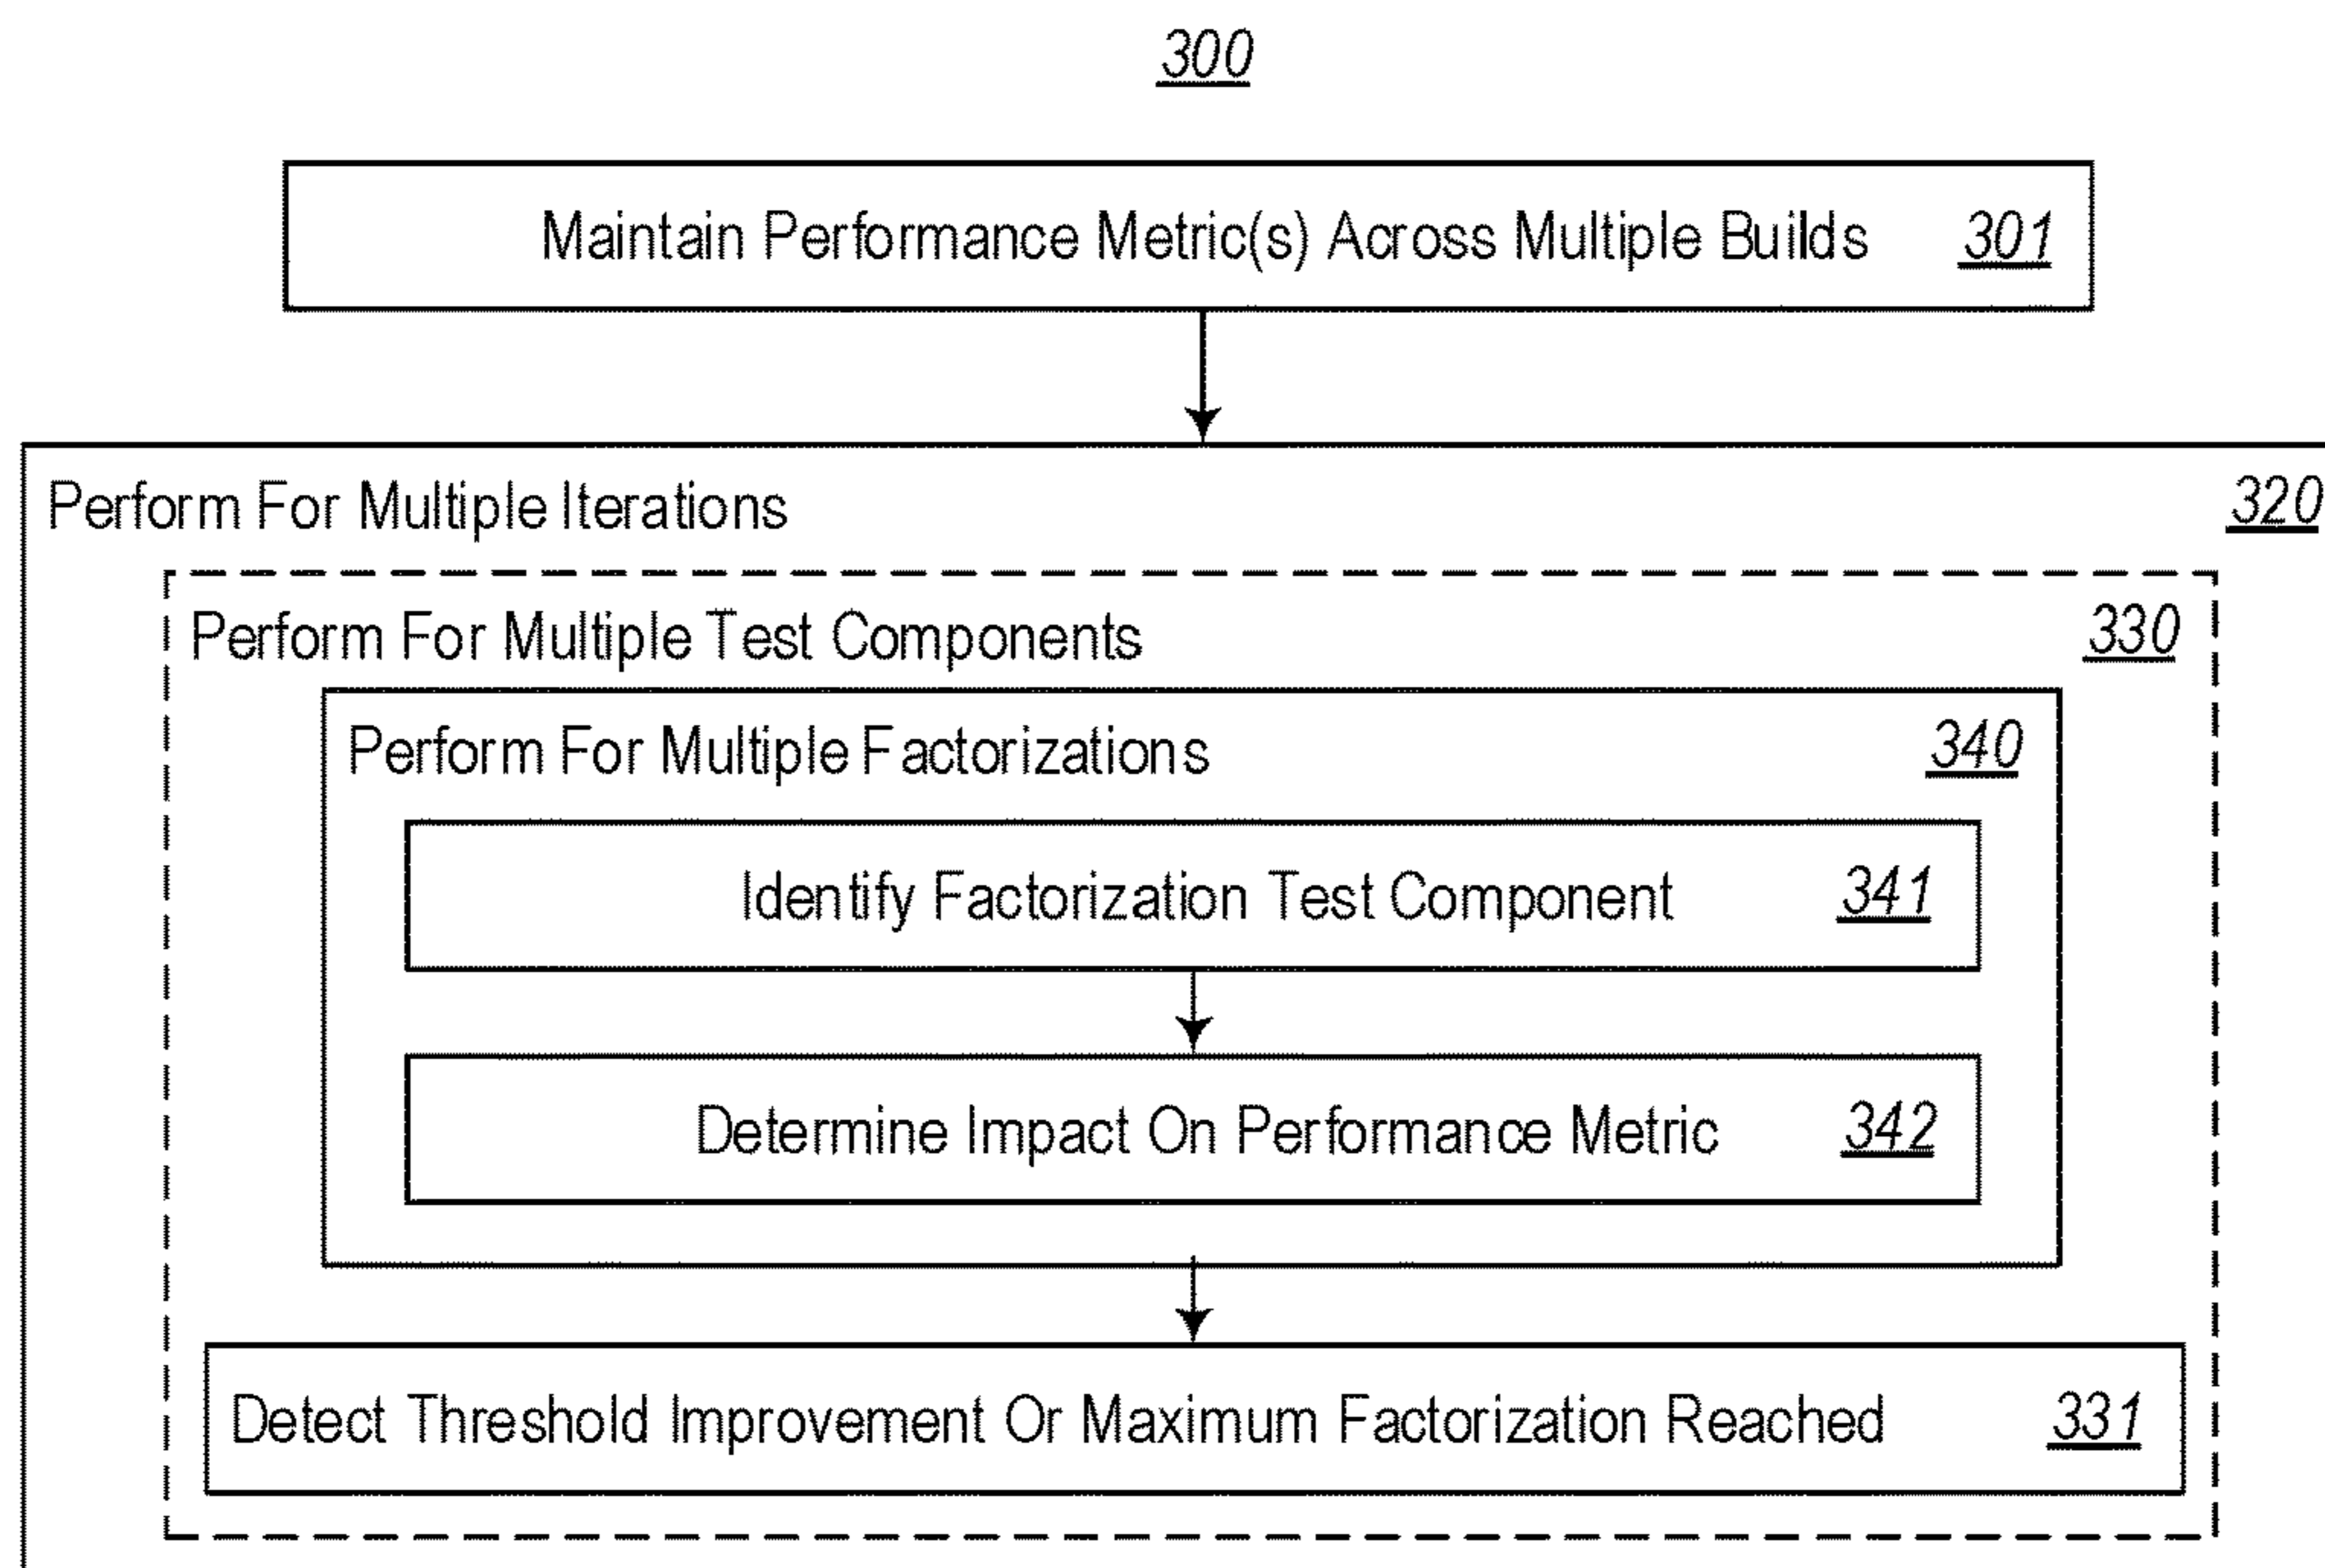 300
Maintain Performance Metric(s) Across Multiple Builds 301
Perform For Multiple Iterations 320
Perform For Multiple Test Components 330
Perform For Multiple Factorizations 340
Identify Factorization Test Component 341
Determine Impact On Performance Metric 342
Detect Threshold Improvement Or Maximum Factorization Reached 331